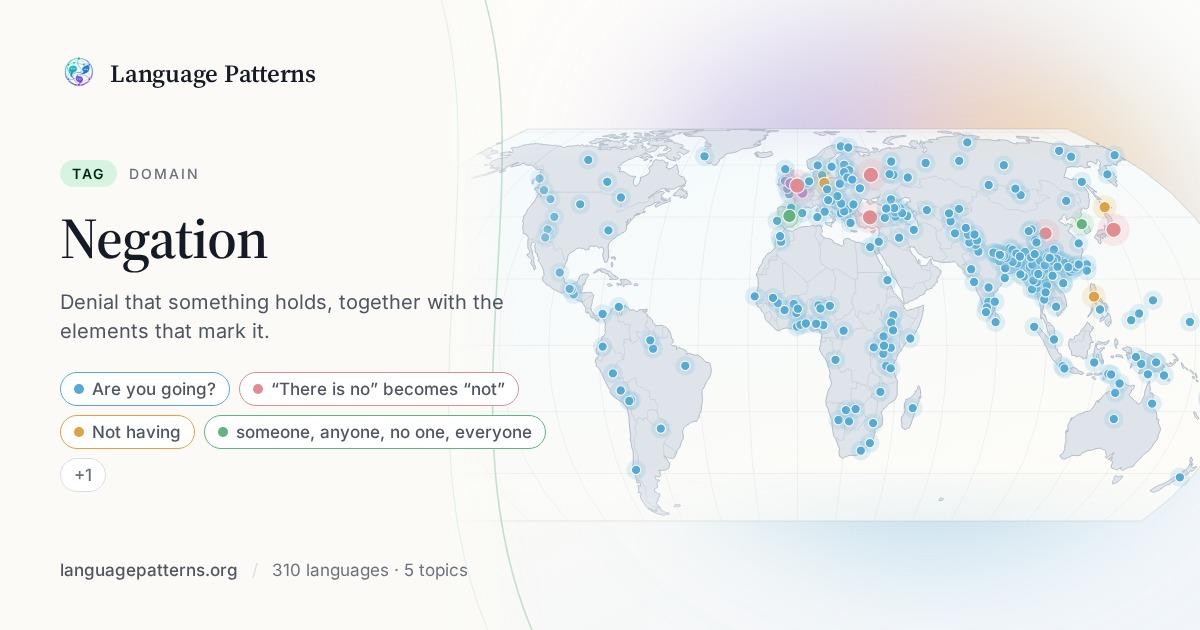 Language Patterns
TAG DOMAIN
Negation
Denial that something holds, together with the
elements that mark it.
Are you going? “There is no” becomes “not”
Not having someone, anyone, no one, everyone
+1
languagepatterns.org / 310 languages · 5 topics